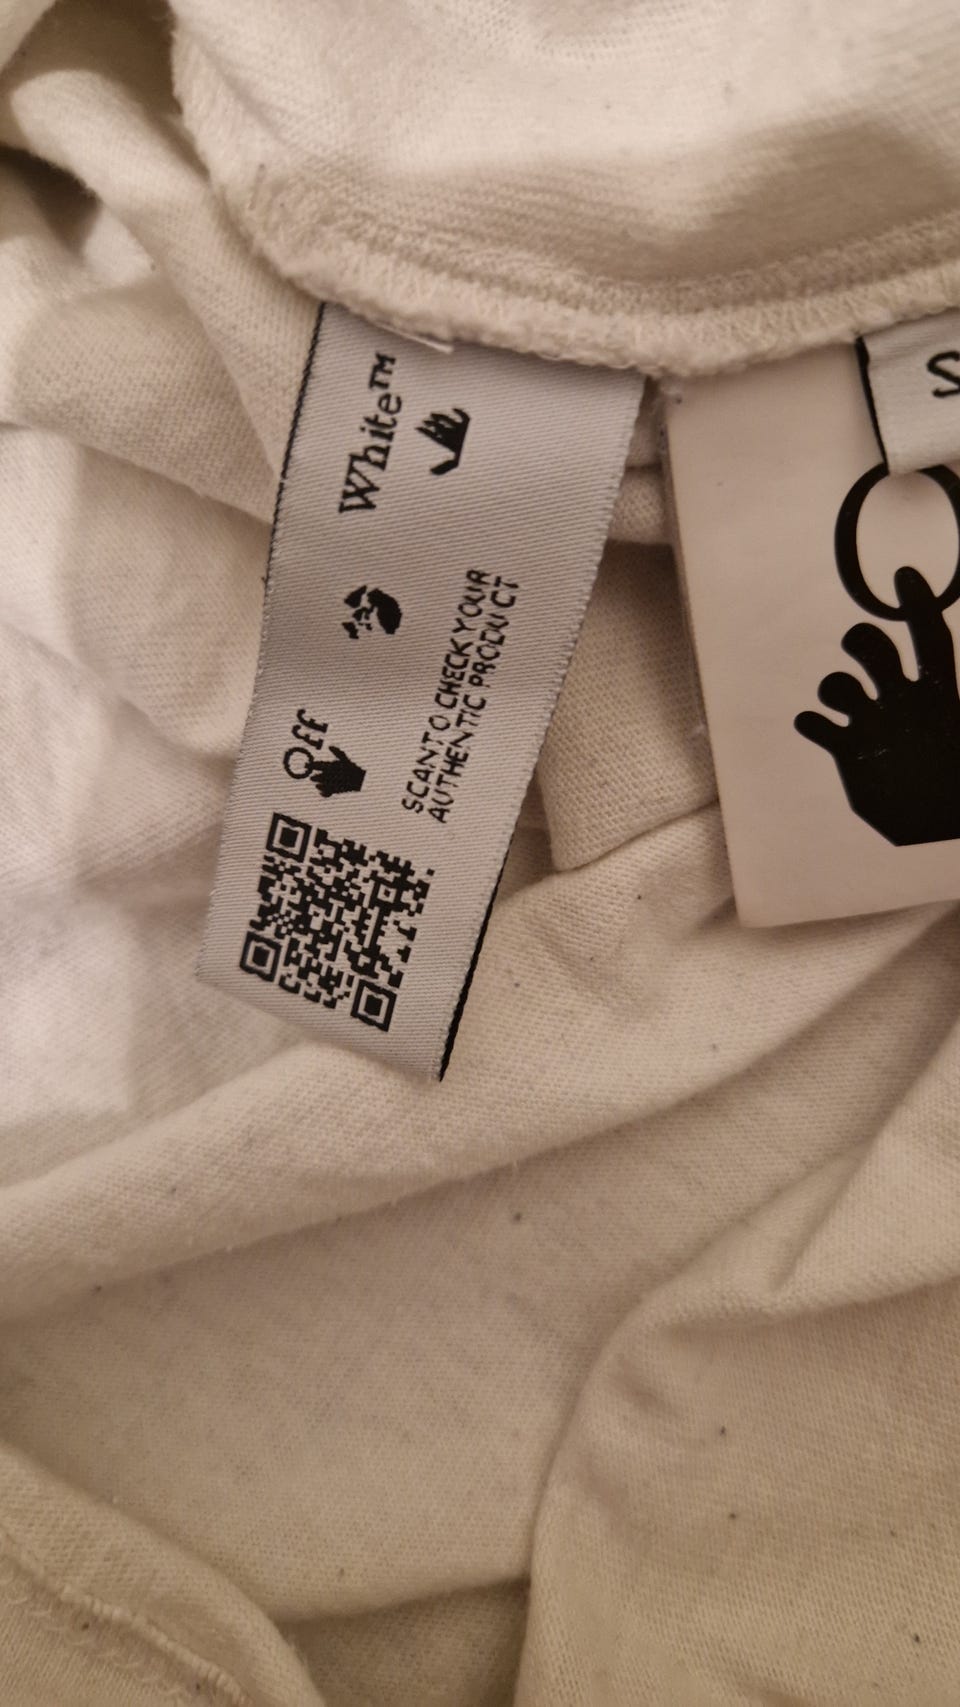 Off White™
SCAN TO CHECK YOUR
AUTHENTIC PRODUCT
S
O